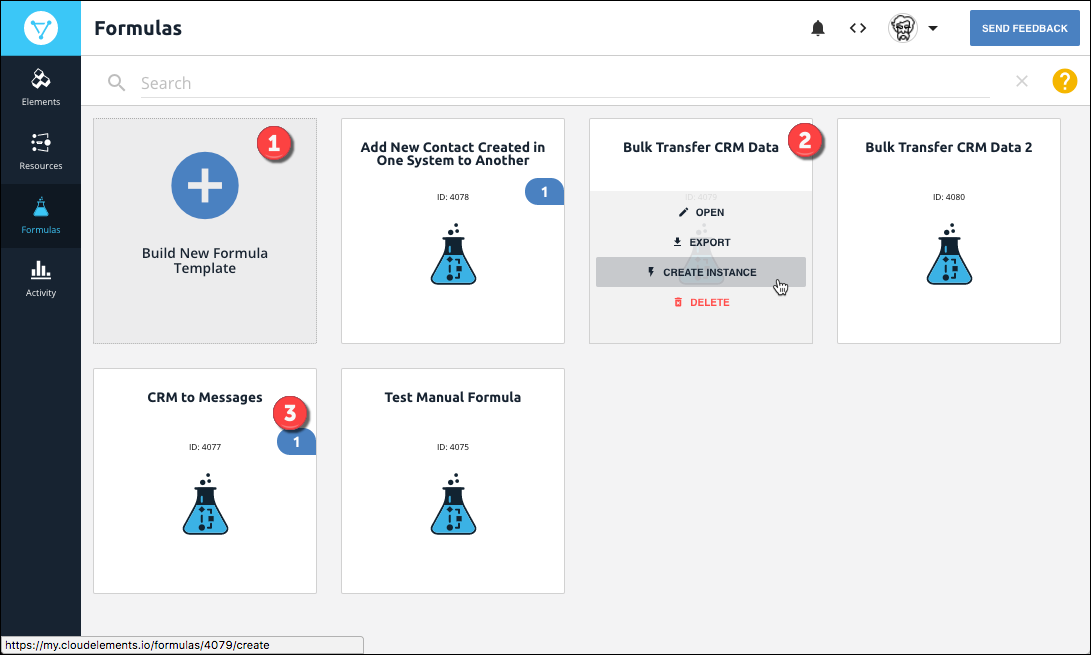 Formulas
SEND FEEDBACK
Search
?
Elements
Resources
Formulas
Activity
1
Build New Formula
Template
Add New Contact Created in
One System to Another
ID: 4078
1
Bulk Transfer CRM Data
2
ID: 4079
OPEN
EXPORT
CREATE INSTANCE
DELETE
Bulk Transfer CRM Data 2
ID: 4080
CRM to Messages
3
ID: 4077
1
Test Manual Formula
ID: 4075
https://my.cloudelements.io/formulas/4079/create